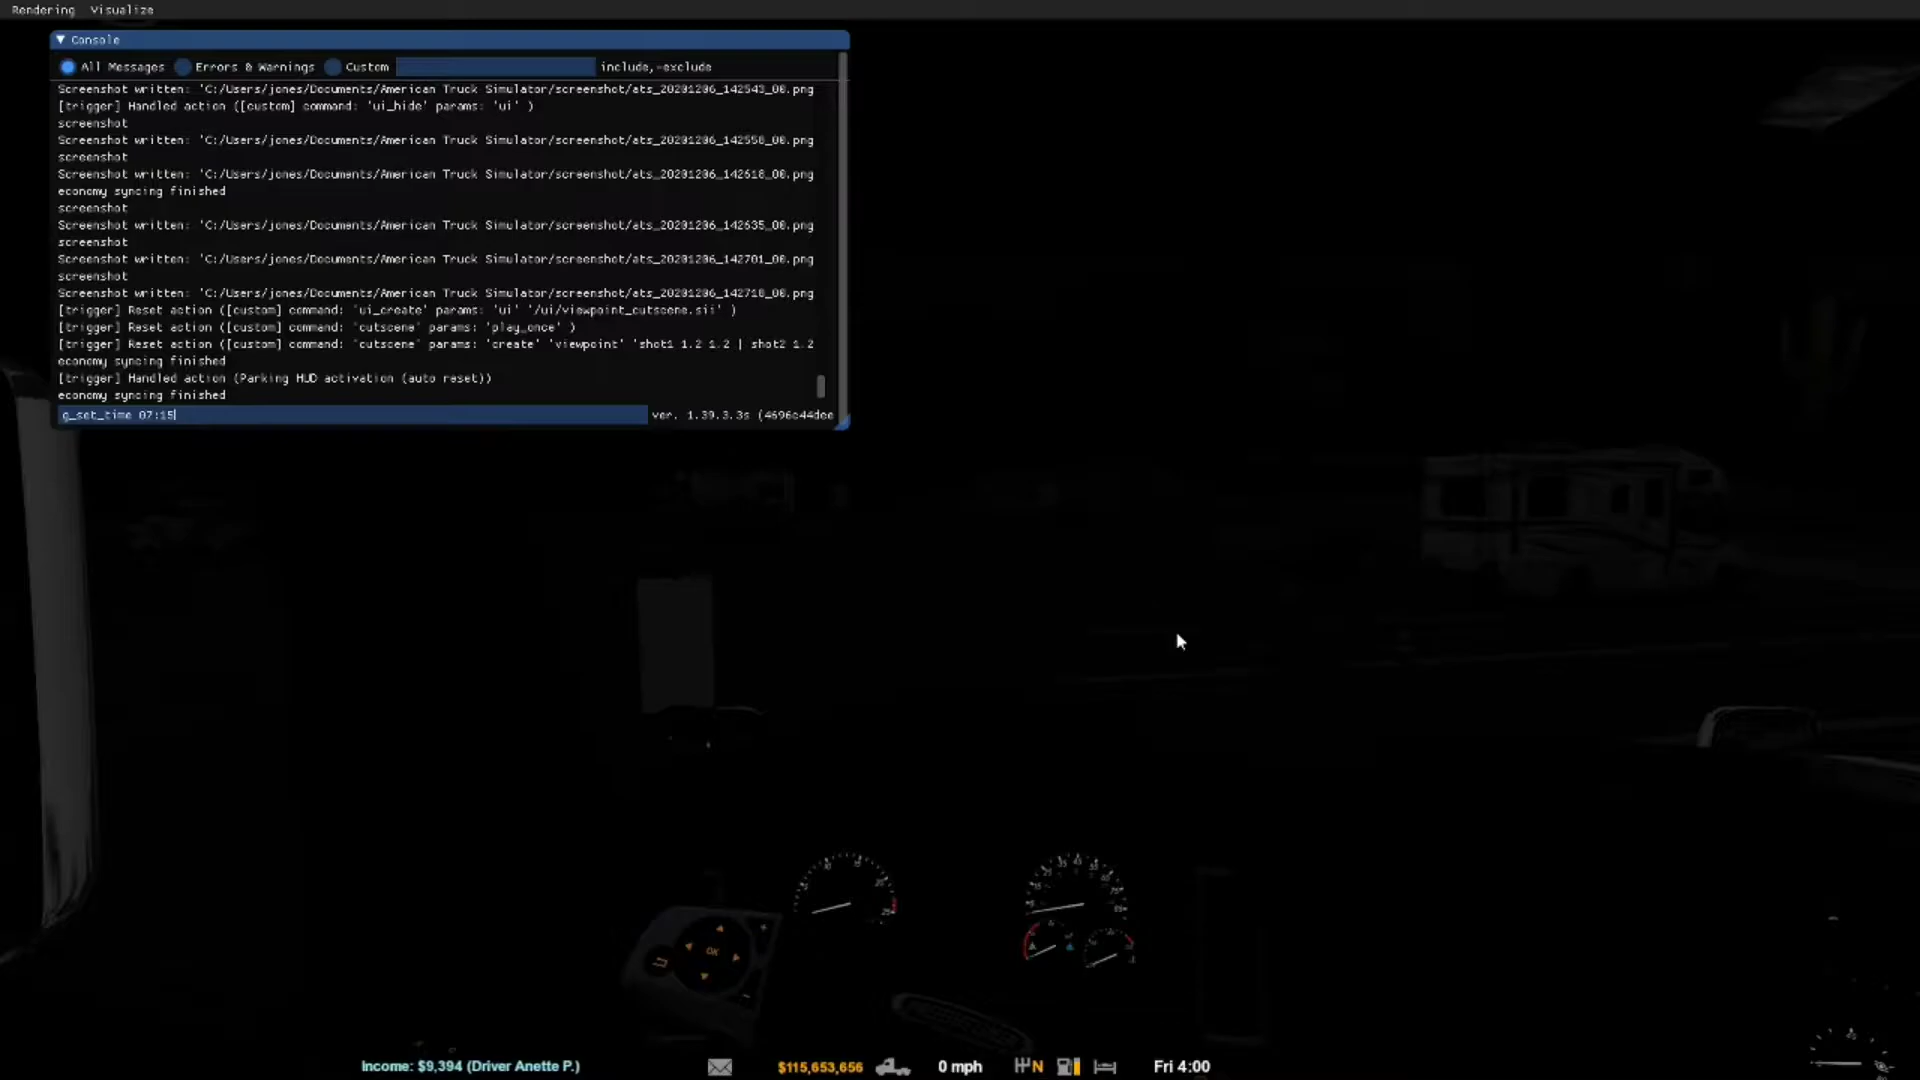 Rendering Visualize
Console
All Messages Errors & Warnings Custom include,-exclude
Screenshot written: 'C:/Users/jones/Documents/American Truck Simulator/screenshot/ats_20201206_142543_00.png
[trigger] Handled action ([custom] command: 'ui_hide' params: 'ui' )
screenshot
Screenshot written: 'C:/Users/jones/Documents/American Truck Simulator/screenshot/ats_20201206_142550_00.png
screenshot
Screenshot written: 'C:/Users/jones/Documents/American Truck Simulator/screenshot/ats_20201206_142610_00.png
economy syncing finished
screenshot
Screenshot written: 'C:/Users/jones/Documents/American Truck Simulator/screenshot/ats_20201206_142635_00.png
screenshot
Screenshot written: 'C:/Users/jones/Documents/American Truck Simulator/screenshot/ats_20201206_142701_00.png
screenshot
Screenshot written: 'C:/Users/jones/Documents/American Truck Simulator/screenshot/ats_20201206_142710_00.png
[trigger] Reset action ([custom] command: 'ui_create' params: 'ui' '/ui/viewpoint_cutscene.sii' )
[trigger] Reset action ([custom] command: 'cutscene' params: 'play_once' )
[trigger] Reset action ([custom] command: 'cutscene' params: 'create' 'viewpoint' 'shot1 1.2 1.2 | shot2 1.2
economy syncing finished
[trigger] Handled action (Parking HUD activation (auto reset))
economy syncing finished
g_set_time 07:15 ver. 1.39.3.3s (4696c44dee
OK
Income: $9,394 (Driver Anette P.) $115,653,656 0 mph N Fri 4:00